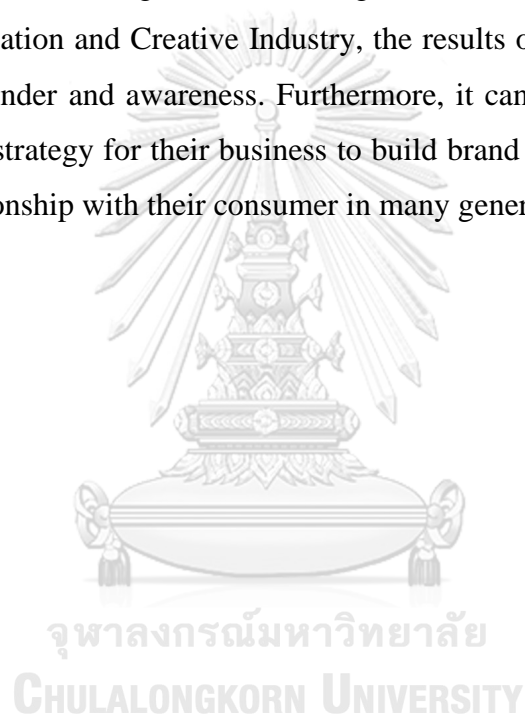 ation and Creative Industry, the results o
nder and awareness. Furthermore, it can
strategy for their business to build brand
onship with their consumer in many gener
จุฬาลงกรณ์มหาวิทยาลัย
CHULALONGKORN UNIVERSITY